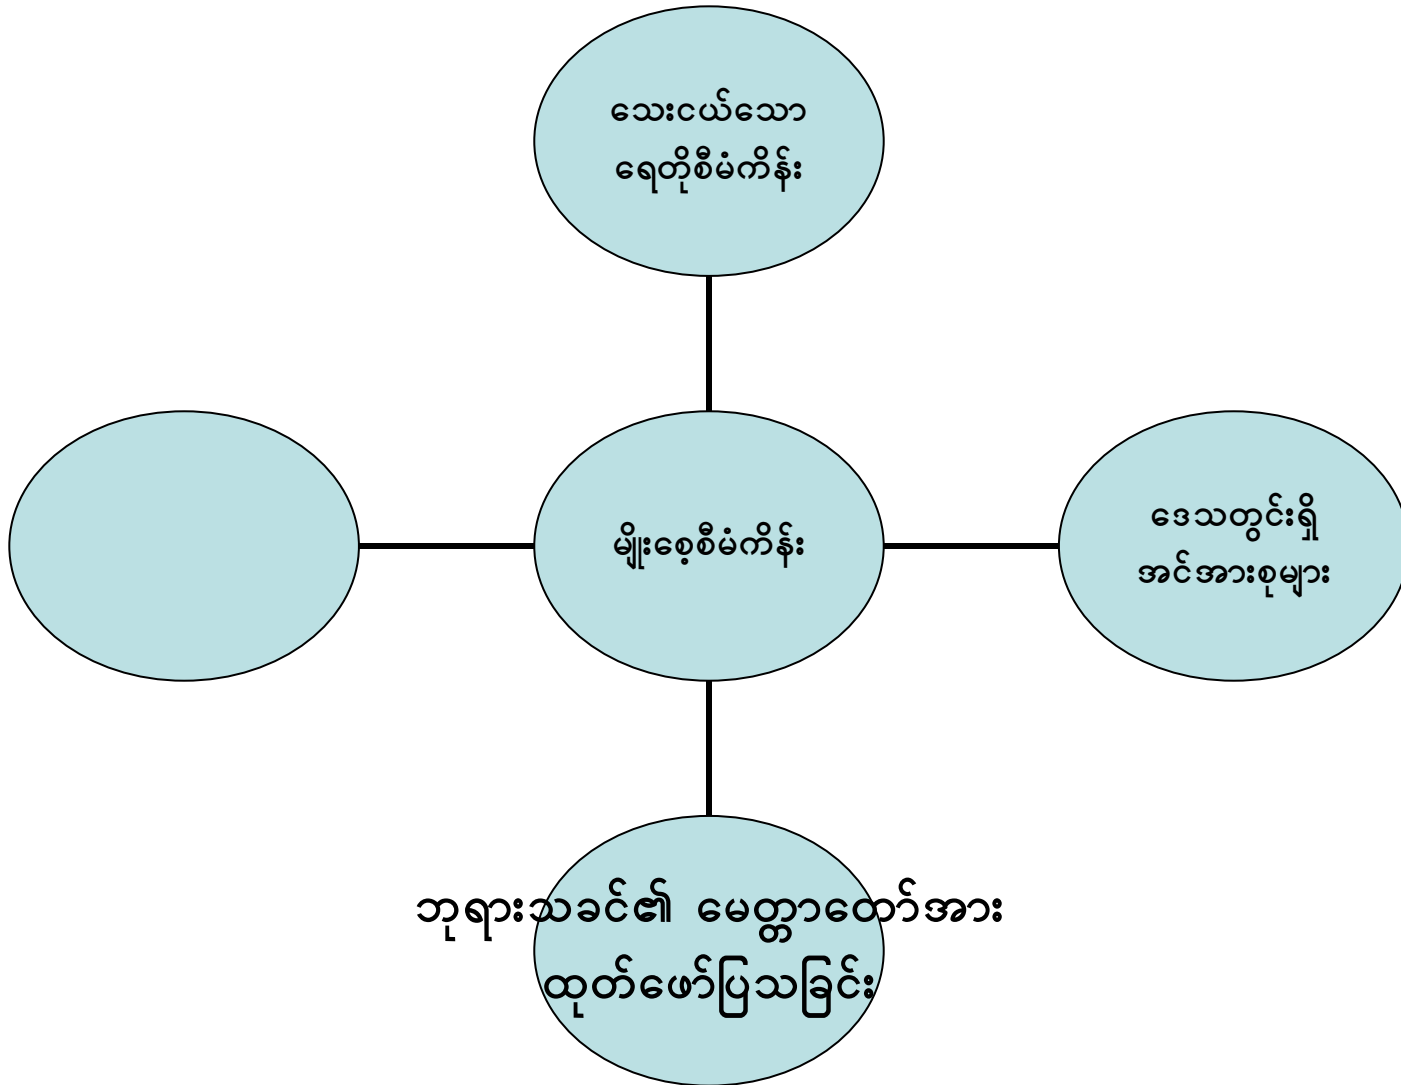 သေးငယ်သော
ရေတိုစီမံကိန်း
မျိုးစေ့စီမံကိန်း
ဒေသတွင်းရှိ
အင်အားစုများ
ဘုရားသခင်၏ မေတ္တာတော်အား
ထုတ်ဖော်ပြသခြင်း